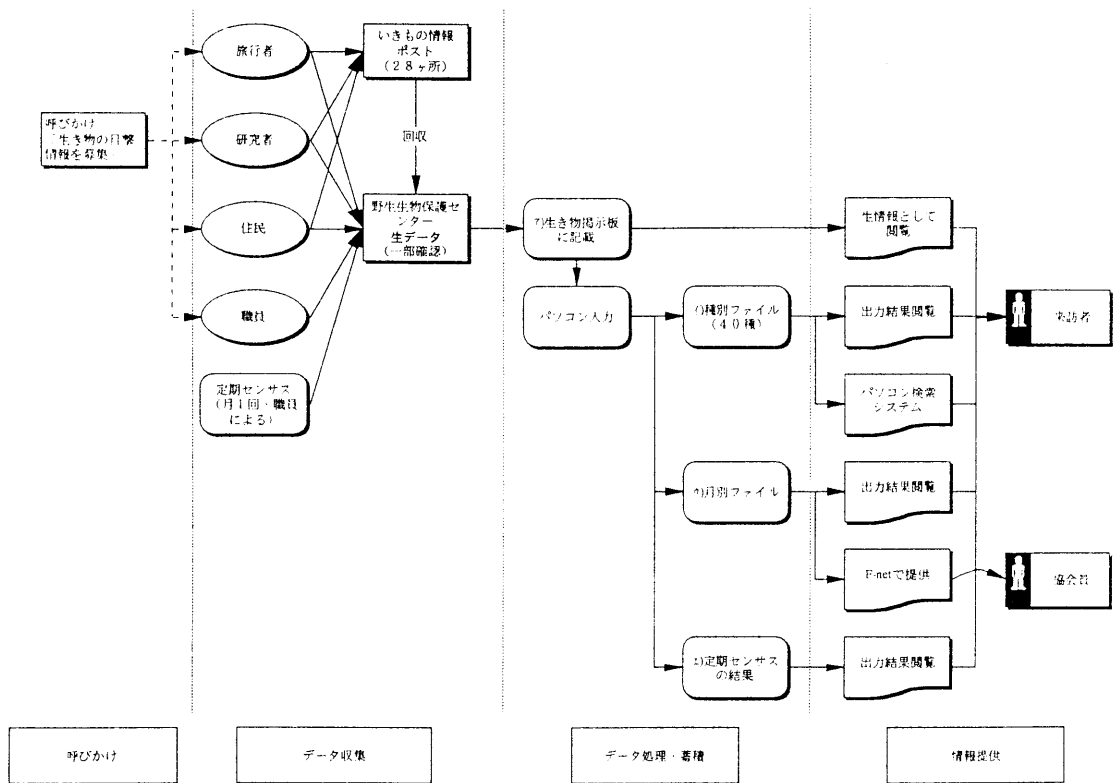 呼びかけ
「生き物の目撃
情報を募集
旅行者
研究者
住民
職員
定期センサス
(月1回・職員
による)
いきもの情報
ポスト
(28ヶ所)
回収
野生生物保護セ
ンター
生データ
(一部確認)
ｱ)生き物掲示板
に記載
パソコン入力
ｲ)種別ファイル
(40種)
ｳ)月別ファイル
ｴ)定期センサス
の結果
生情報として
閲覧
出力結果閲覧
パソコン検索
システム
出力結果閲覧
F-netで提供
出力結果閲覧
来訪者
協会員
呼びかけ
データ収集
データ処理・蓄積
情報提供